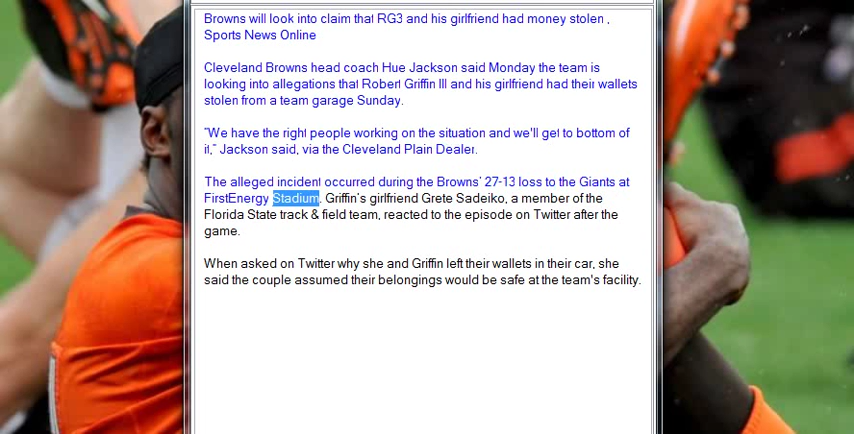 Browns will look into claim that RG3 and his girlfriend had money stolen ,
Sports News Online
Cleveland Browns head coach Hue Jackson said Monday the team is
looking into allegations that Robert Griffin III and his girlfriend had their wallets
stolen from a team garage Sunday.
"We have the right people working on the situation and we'll get to bottom of
it," Jackson said, via the Cleveland Plain Dealer.
The alleged incident occurred during the Browns' 27-13 loss to the Giants at
FirstEnergy Stadium. Griffin's girlfriend Grete Sadeiko, a member of the
Florida State track & field team, reacted to the episode on Twitter after the
game.
When asked on Twitter why she and Griffin left their wallets in their car, she
said the couple assumed their belongings would be safe at the team's facility.